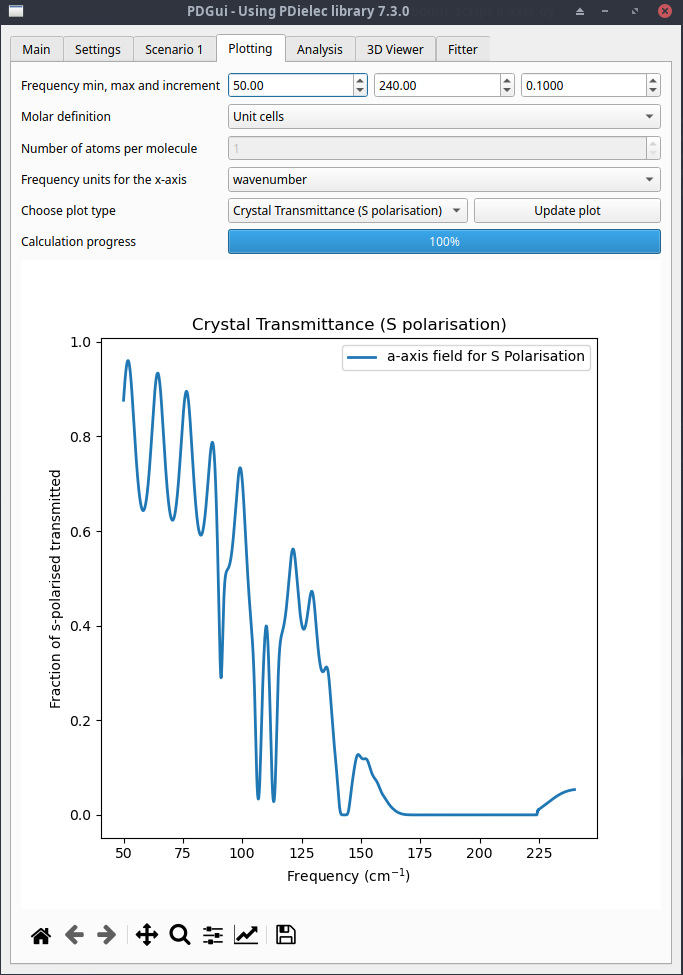 PDGui - Using PDielec library 7.3.0
Main Settings Scenario 1 Plotting Analysis 3D Viewer Fitter
Frequency min, max and increment 50.00 240.00 0.1000
Molar definition Unit cells
Number of atoms per molecule 1
Frequency units for the x-axis wavenumber
Choose plot type Crystal Transmittance (S polarisation) Update plot
Calculation progress 100%
Crystal Transmittance (S polarisation)
a-axis field for S Polarisation
Fraction of s-polarised transmitted
1.0
0.8
0.6
0.4
0.2
0.0
50 75 100 125 150 175 200 225
Frequency (cm⁻¹)